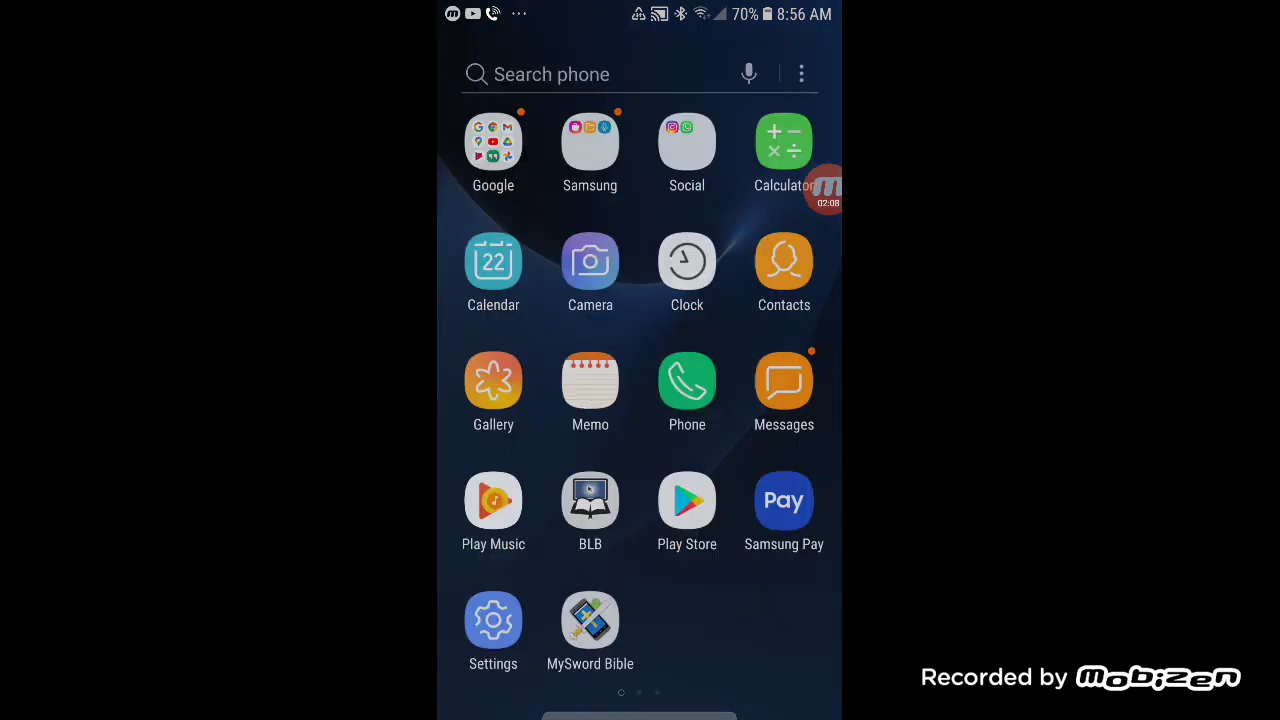 70% 8:56 AM
Search phone
Google Samsung Social Calculator
02:08
22
Calendar Camera Clock Contacts
Gallery Memo Phone Messages
Pay
Play Music BLB Play Store Samsung Pay
Settings MySword Bible
Recorded by mobizen